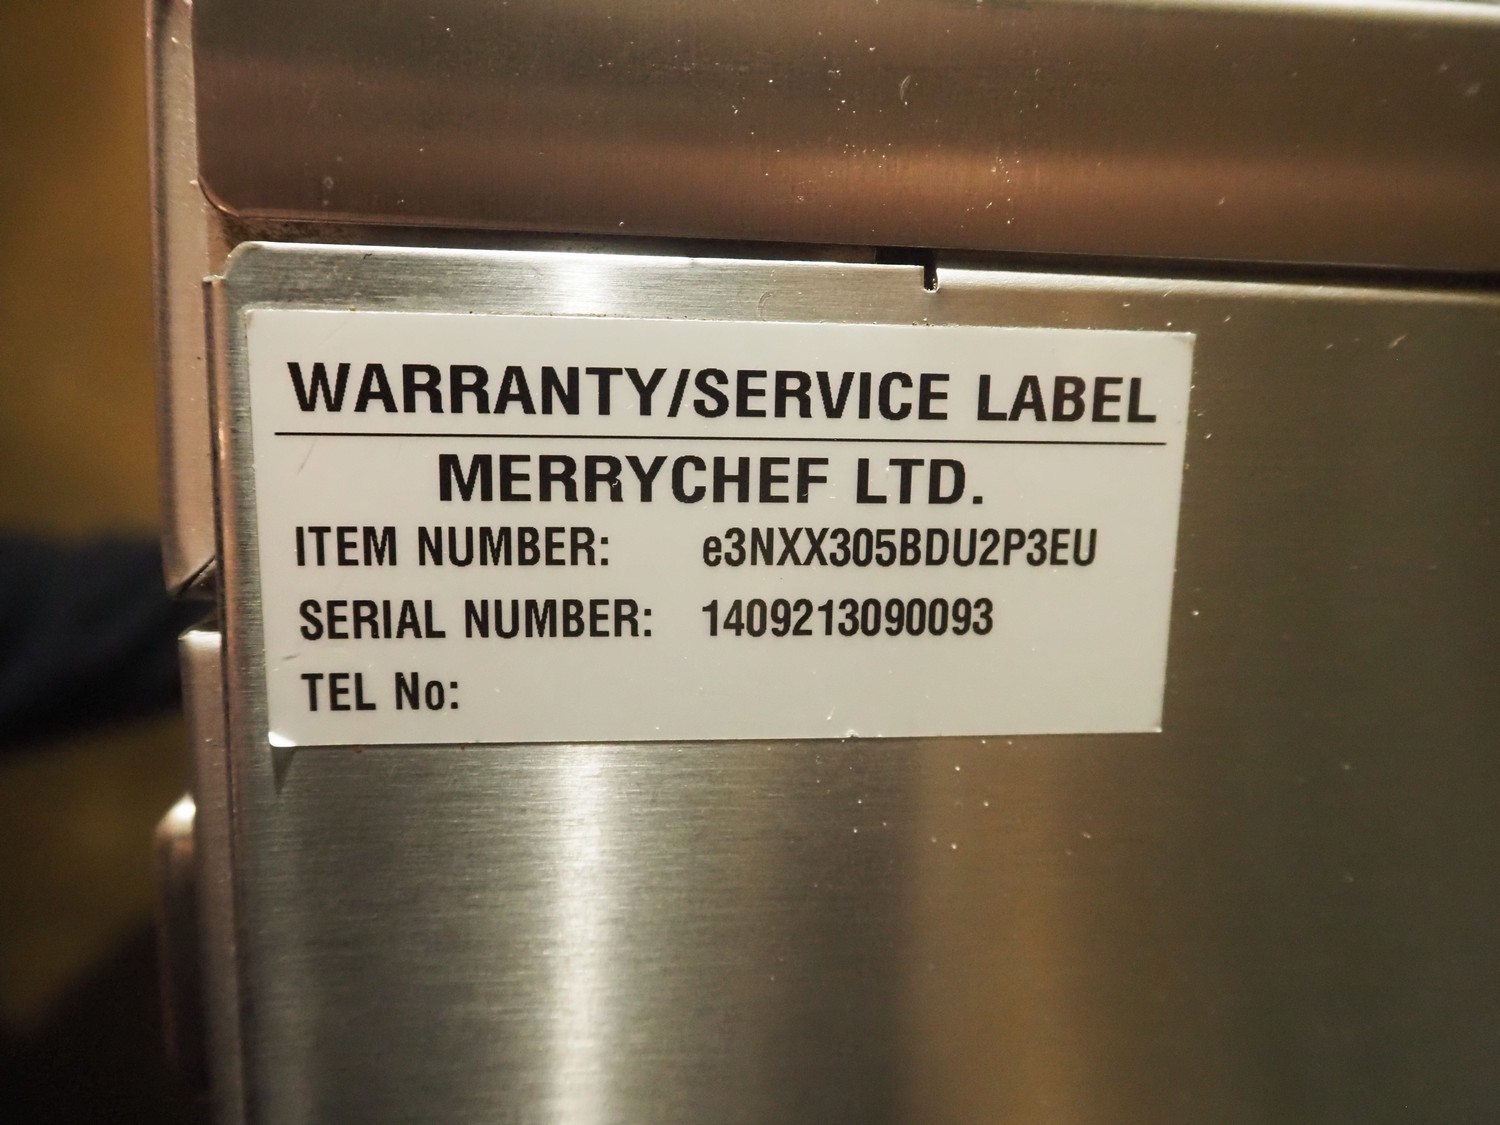 WARRANTY/SERVICE LABEL
MERRYCHEF LTD.
ITEM NUMBER: e3NXX305BDU2P3EU
SERIAL NUMBER: 1409213090093
TEL No: